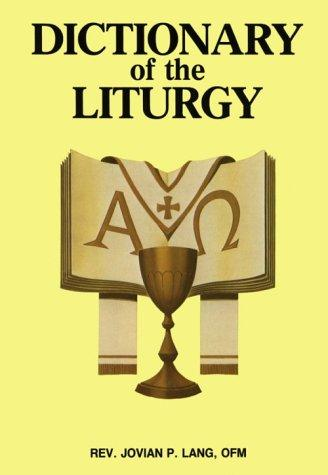 DICTIONARY
of the
LITURGY
Α Ω
REV. JOVIAN P. LANG, OFM